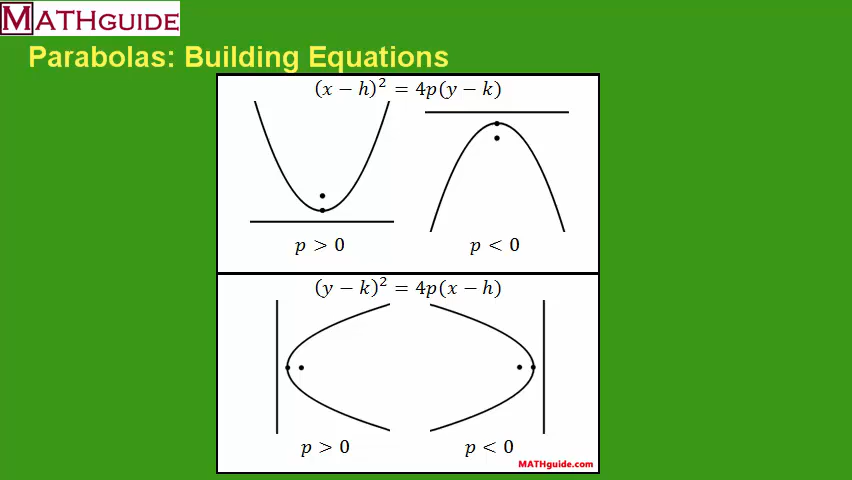 MATHGUIDE
Parabolas: Building Equations
(x − h)² = 4p(y − k)
p > 0
p < 0
(y − k)² = 4p(x − h)
p > 0
p < 0
MATHguide.com